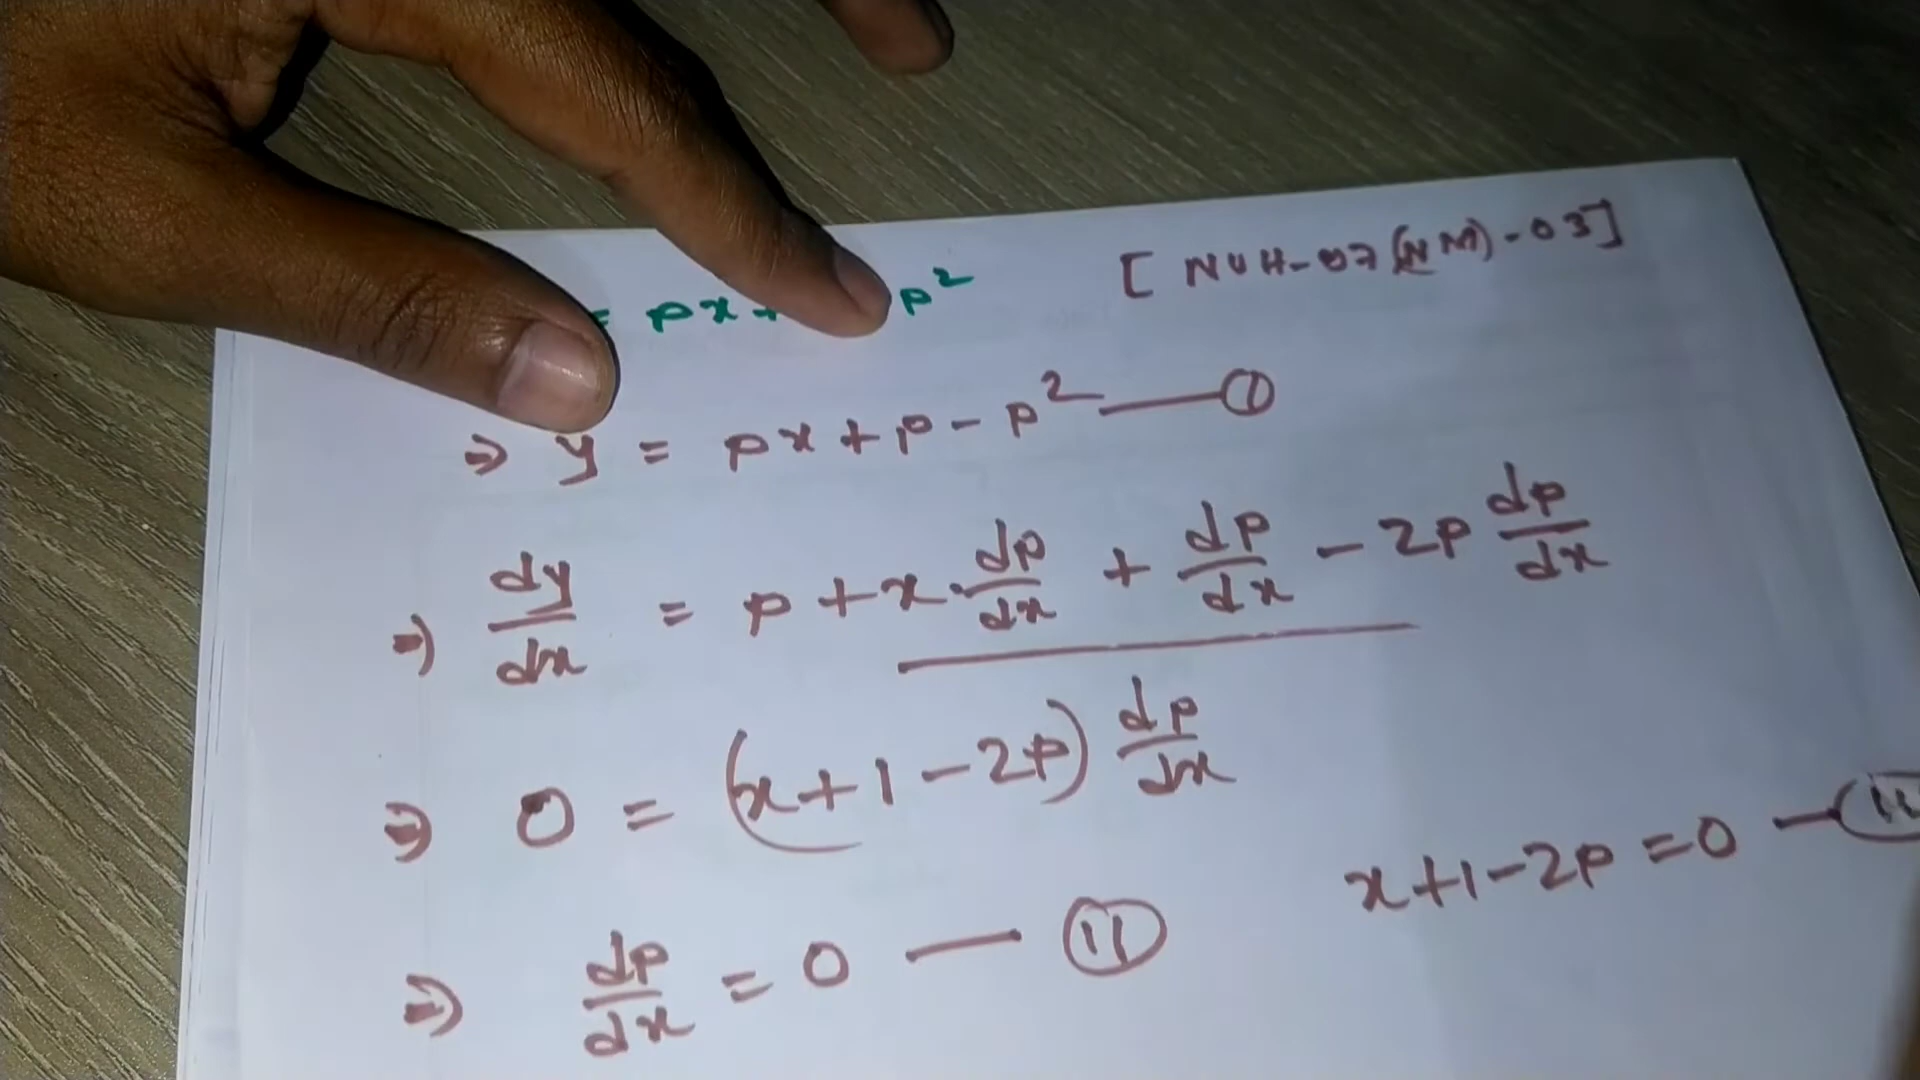 = px + p² [NUH-07(NM)-03]
⇒ y = px + p - p² — ①
⇒ dy/dx = p + x·dp/dx + dp/dx - 2p dp/dx
⇒ 0 = (x + 1 - 2p) dp/dx
x + 1 - 2p = 0 —
⇒ dp/dx = 0 — ⑪